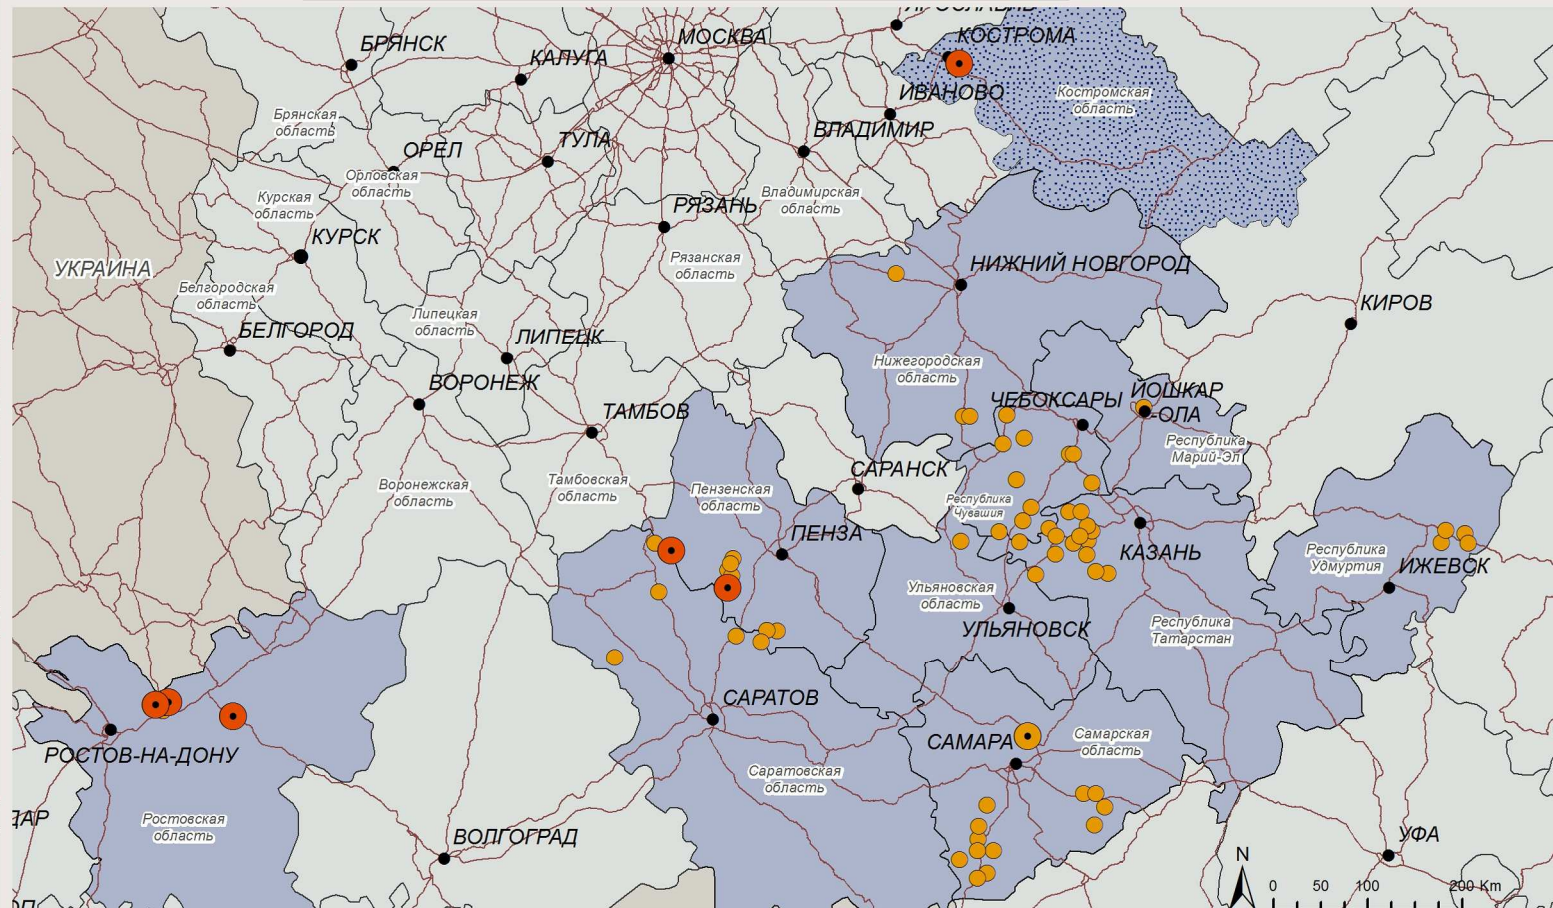 ЯРОСЛАВЛЬ
КОСТРОМА
БРЯНСК
МОСКВА
КАЛУГА
ИВАНОВО
Костромская
область
Брянская
область
ОРЕЛ
ТУЛА
ВЛАДИМИР
Орловская
область
Курская
область
Владимирская
область
РЯЗАНЬ
КУРСК
УКРАИНА
Рязанская
область
НИЖНИЙ НОВГОРОД
Белгородская
область
КИРОВ
БЕЛГОРОД
Липецкая
область
ЛИПЕЦК
Нижегородская
область
ВОРОНЕЖ
ЧЕБОКСАРЫ
ЙОШКАР
-ОЛА
ТАМБОВ
Республика
Марий-Эл
САРАНСК
Воронежская
область
Тамбовская
область
Пензенская
область
Республика
Чувашия
ПЕНЗА
КАЗАНЬ
Республика
Удмуртия
ИЖЕВСК
Ульяновская
область
УЛЬЯНОВСК
Республика
Татарстан
САРАТОВ
РОСТОВ-НА-ДОНУ
САМАРА
Самарская
область
Саратовская
область
ДАР
Ростовская
область
ВОЛГОГРАД
УФА
N
0 50 100 200 Km